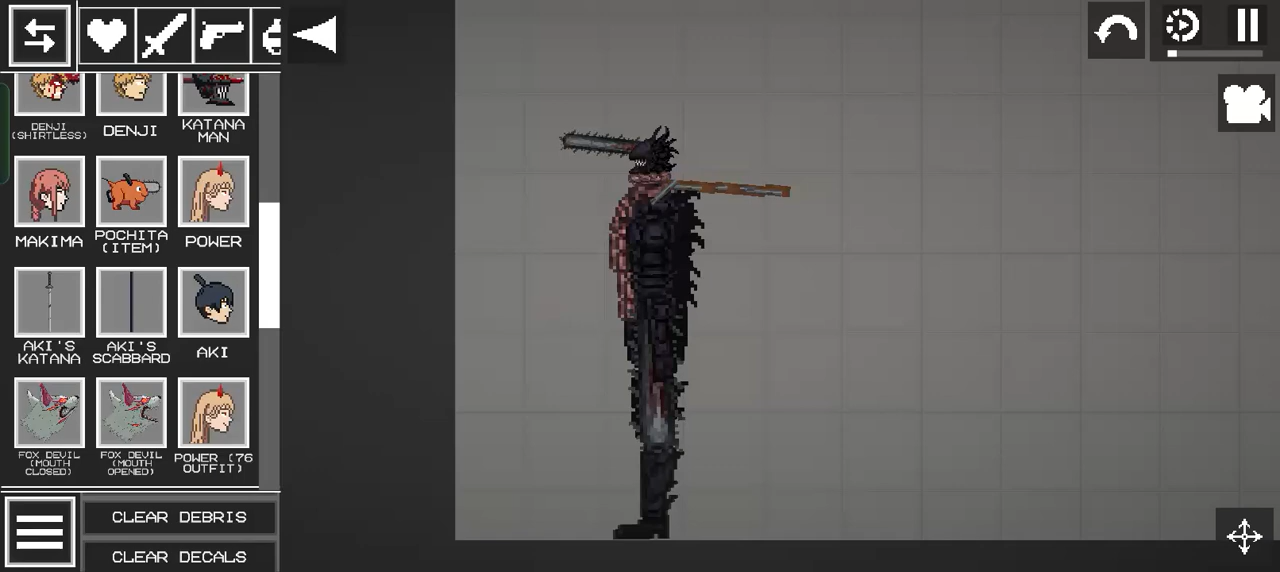 DENJI
(SHIRTLESS)
DENJI
KATANA
MAN
MAKIMA
POCHITA
(ITEM)
POWER
AKI'S
KATANA
AKI'S
SCABBARD
AKI
FOX DEVIL
(MOUTH
CLOSED)
FOX DEVIL
(MOUTH
OPENED)
POWER (76
OUTFIT)
CLEAR DEBRIS
CLEAR DECALS